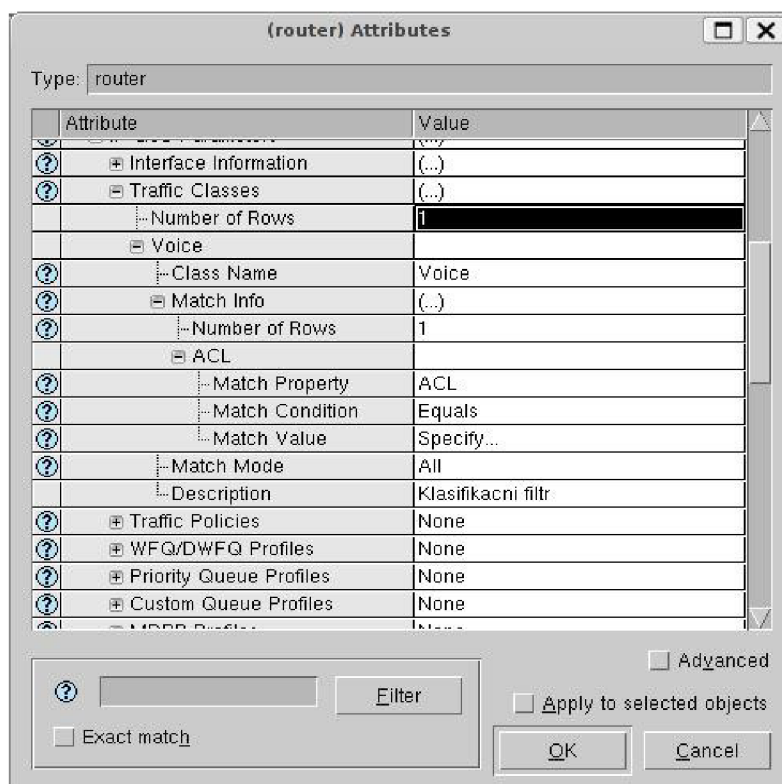 (router) Attributes
Type: router
Attribute Value
(...)
Interface Information (...)
Traffic Classes (...)
Number of Rows 1
Voice
Class Name Voice
Match Info (...)
Number of Rows 1
ACL
Match Property ACL
Match Condition Equals
Match Value Specify...
Match Mode All
Description Klasifikacni filtr
Traffic Policies None
WFQ/DWFQ Profiles None
Priority Queue Profiles None
Custom Queue Profiles None
Advanced
Filter
Apply to selected objects
Exact match
OK Cancel